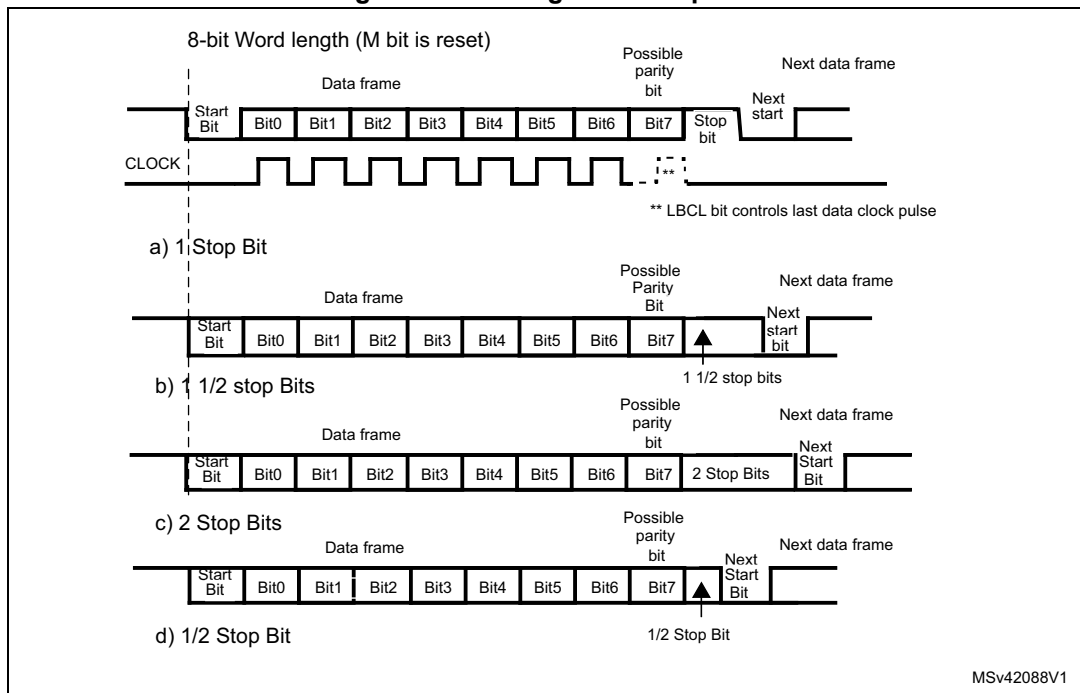 8-bit Word length (M bit is reset)
Possible
parity
bit
Next data frame
Data frame
Next
start
Start
Bit
Bit0
Bit1
Bit2
Bit3
Bit4
Bit5
Bit6
Bit7
Stop
bit
CLOCK
**
** LBCL bit controls last data clock pulse
a) 1 Stop Bit
Possible
Parity
Bit
Next data frame
Data frame
Next
start
bit
Start
Bit
Bit0
Bit1
Bit2
Bit3
Bit4
Bit5
Bit6
Bit7
1 1/2 stop bits
b) 1 1/2 stop Bits
Possible
parity
bit
Next data frame
Data frame
Next
Start
Bit
Start
Bit
Bit0
Bit1
Bit2
Bit3
Bit4
Bit5
Bit6
Bit7
2 Stop Bits
c) 2 Stop Bits
Possible
parity
bit
Next data frame
Data frame
Next
Start
Bit
Start
Bit
Bit0
Bit1
Bit2
Bit3
Bit4
Bit5
Bit6
Bit7
1/2 Stop Bit
d) 1/2 Stop Bit
MSv42088V1